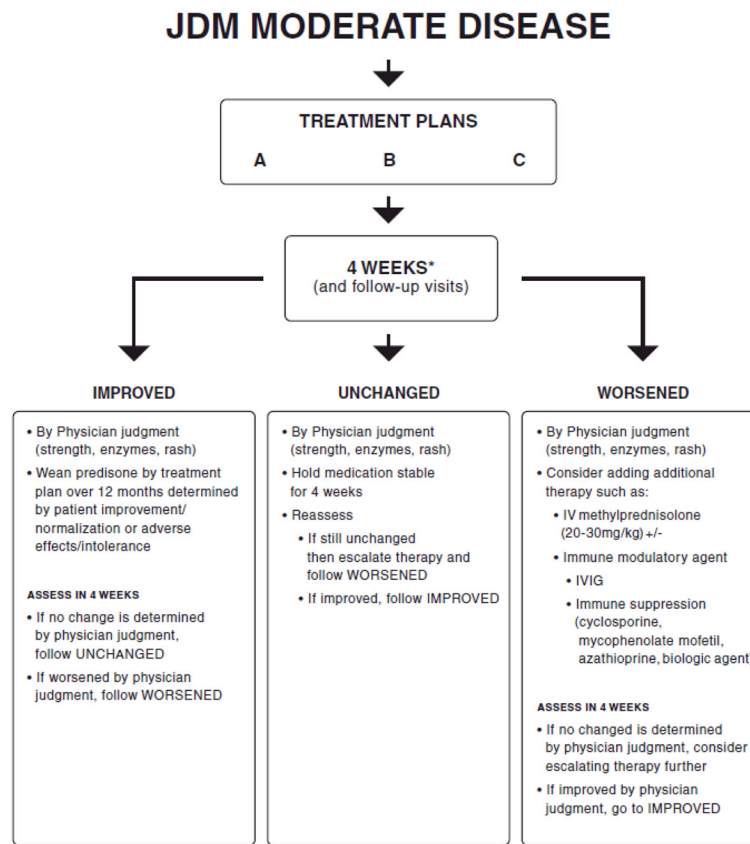 JDM MODERATE DISEASE
TREATMENT PLANS
A B C
4 WEEKS*
(and follow-up visits)
IMPROVED
• By Physician judgment
(strength, enzymes, rash)
• Wean predisone by treatment
plan over 12 months determined
by patient improvement/
normalization or adverse
effects/intolerance
ASSESS IN 4 WEEKS
• If no change is determined
by physician judgment,
follow UNCHANGED
• If worsened by physician
judgment, follow WORSENED
UNCHANGED
• By Physician judgment
(strength, enzymes, rash)
• Hold medication stable
for 4 weeks
• Reassess
• If still unchanged
then escalate therapy and
follow WORSENED
• If improved, follow IMPROVED
WORSENED
• By Physician judgment
(strength, enzymes, rash)
• Consider adding additional
therapy such as:
• IV methylprednisolone
(20-30mg/kg) +/-
• Immune modulatory agent
• IVIG
• Immune suppression
(cyclosporine,
mycophenolate mofetil,
azathioprine, biologic agent)
ASSESS IN 4 WEEKS
• If no changed is determined
by physician judgment, consider
escalating therapy further
• If improved by physician
judgment, go to IMPROVED